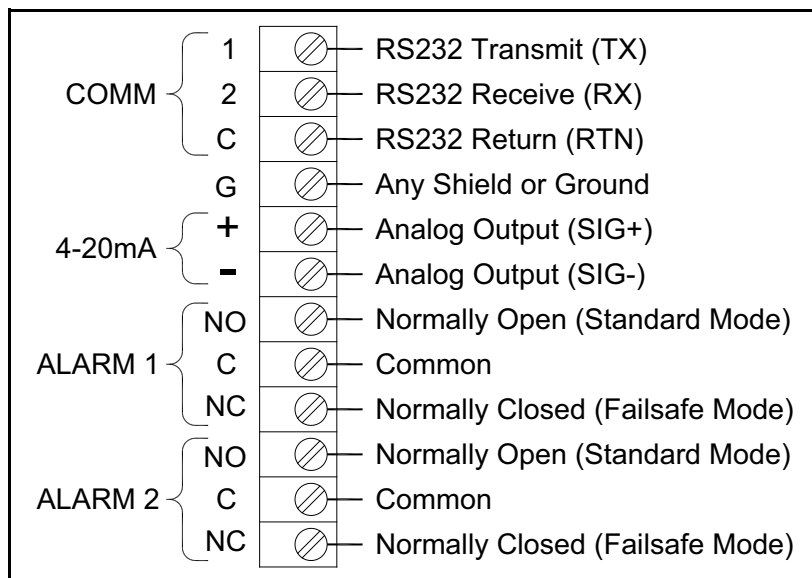 COMM
1 RS232 Transmit (TX)
2 RS232 Receive (RX)
C RS232 Return (RTN)
G Any Shield or Ground
4-20mA
+ Analog Output (SIG+)
- Analog Output (SIG-)
ALARM 1
NO Normally Open (Standard Mode)
C Common
NC Normally Closed (Failsafe Mode)
ALARM 2
NO Normally Open (Standard Mode)
C Common
NC Normally Closed (Failsafe Mode)